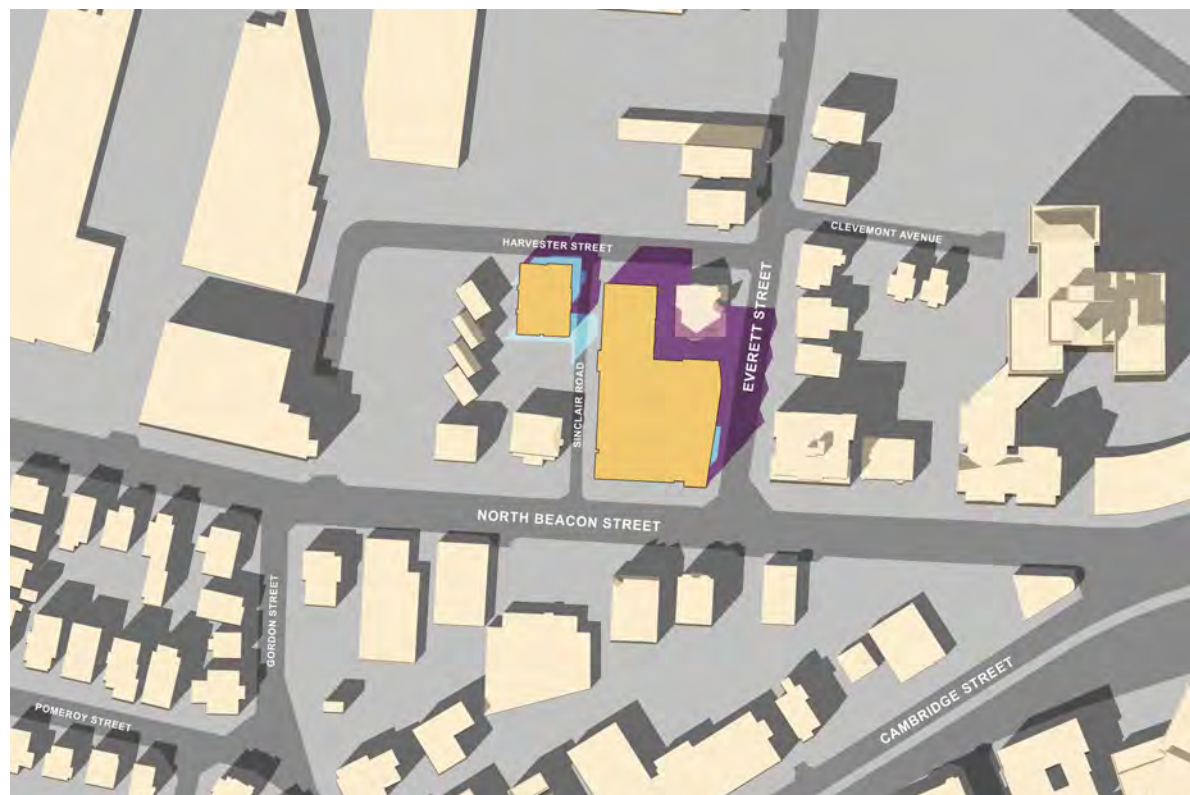 CLEVEMONT AVENUE
HARVESTER STREET
EVERETT STREET
SINCLAIR ROAD
NORTH BEACON STREET
GORDON STREET
CAMBRIDGE STREET
POMEROY STREET